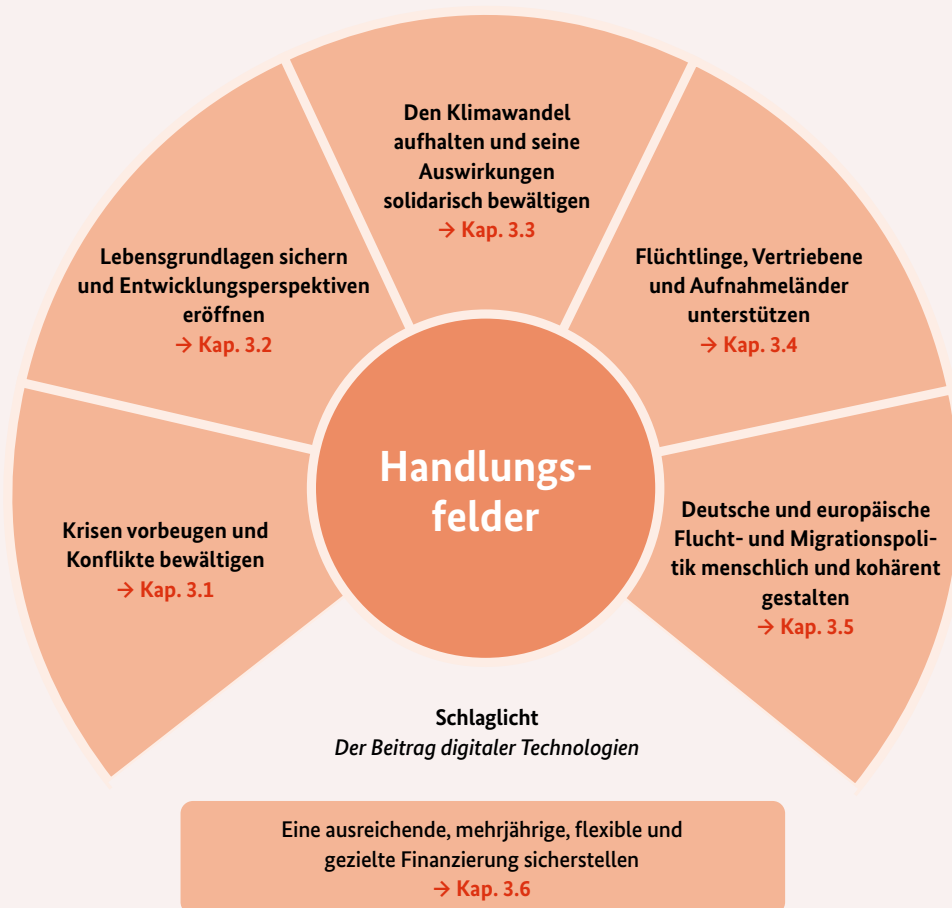 Den Klimawandel
aufhalten und seine
Auswirkungen
solidarisch bewältigen
→ Kap. 3.3
Lebensgrundlagen sichern
und Entwicklungsperspektiven
eröffnen
→ Kap. 3.2
Flüchtlinge, Vertriebene
und Aufnahmeländer
unterstützen
→ Kap. 3.4
Handlungs-
felder
Krisen vorbeugen und
Konflikte bewältigen
→ Kap. 3.1
Deutsche und europäische
Flucht- und Migrationspoli-
tik menschlich und kohärent
gestalten
→ Kap. 3.5
Schlaglicht
Der Beitrag digitaler Technologien
Eine ausreichende, mehrjährige, flexible und
gezielte Finanzierung sicherstellen
→ Kap. 3.6